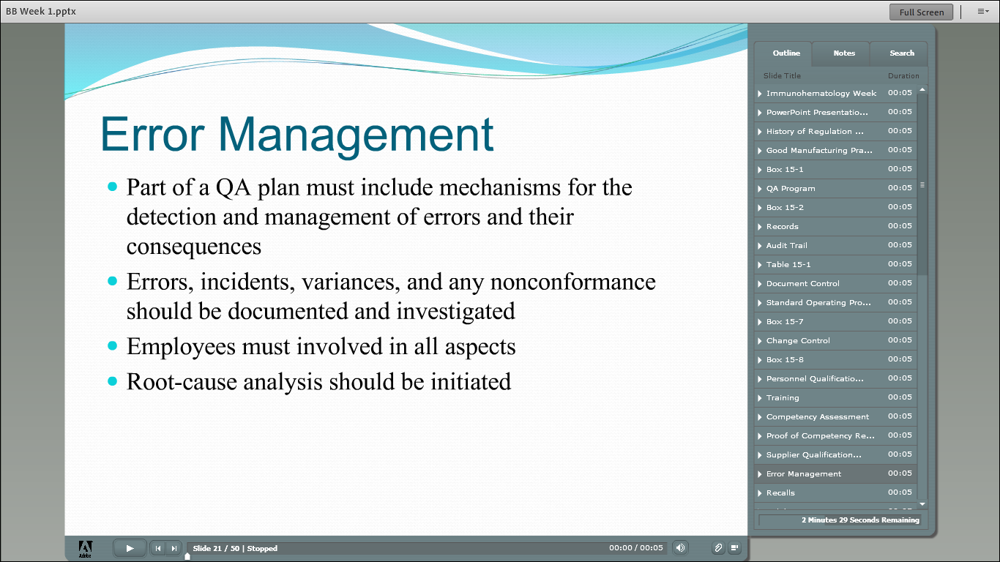 BB Week 1.pptx
Full Screen
Error Management
Part of a QA plan must include mechanisms for the
detection and management of errors and their
consequences
Errors, incidents, variances, and any nonconformance
should be documented and investigated
Employees must involved in all aspects
Root-cause analysis should be initiated
Outline Notes Search
Slide Title Duration
Immunohematology Week 00:05
PowerPoint Presentatio... 00:05
History of Regulation ... 00:05
Good Manufacturing Pra... 00:05
Box 15-1 00:05
QA Program 00:05
Box 15-2 00:05
Records 00:05
Audit Trail 00:05
Table 15-1 00:05
Document Control 00:05
Standard Operating Pro... 00:05
Box 15-7 00:05
Change Control 00:05
Box 15-8 00:05
Personnel Qualificatio... 00:05
Training 00:05
Competency Assessment 00:05
Proof of Competency Re... 00:05
Supplier Qualification... 00:05
Error Management 00:05
Recalls 00:05
2 Minutes 29 Seconds Remaining
Adobe
Slide 21 / 50 | Stopped
00:00 / 00:05